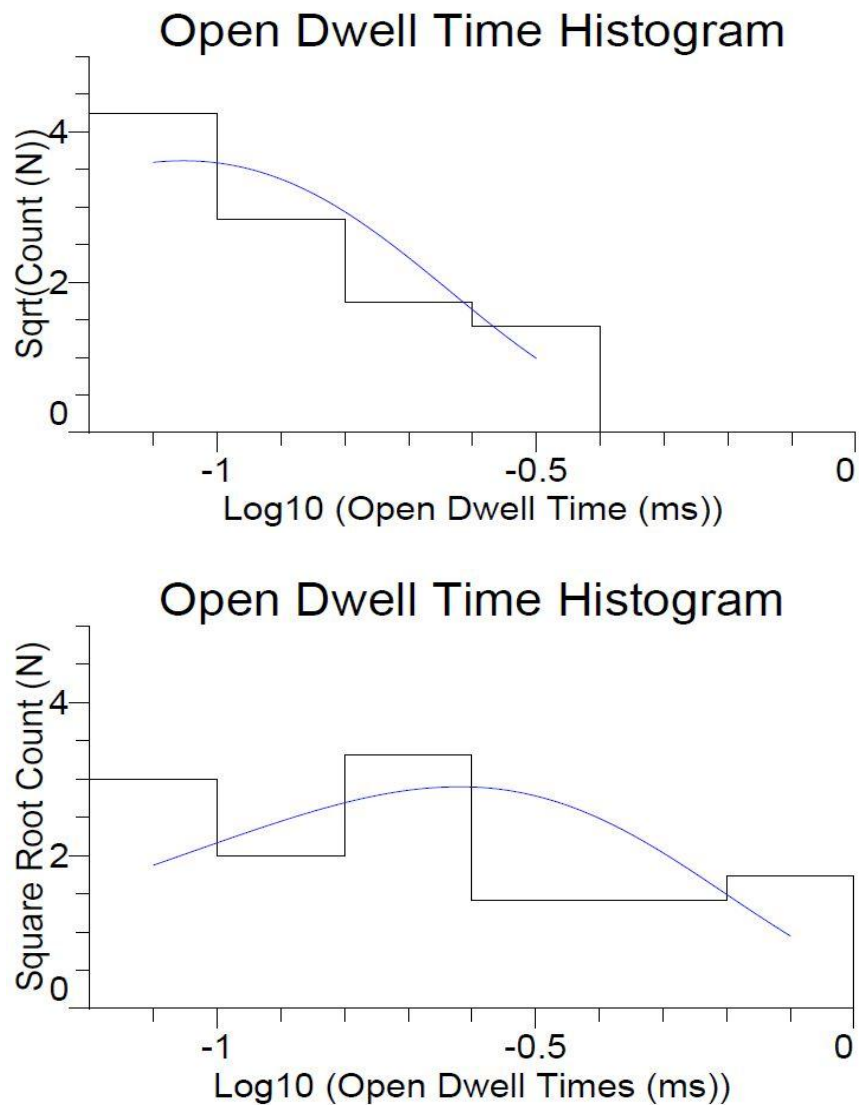 Open Dwell Time Histogram
Sqrt(Count (N))
4
2
0
-1
-0.5
0
Log10 (Open Dwell Time (ms))
Open Dwell Time Histogram
Square Root Count (N)
4
2
0
-1
-0.5
0
Log10 (Open Dwell Times (ms))